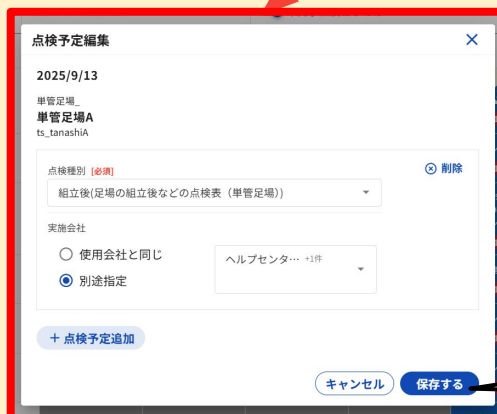 点検予定編集
2025/9/13
単管足場_
単管足場A
ts_tanashiA
点検種別 [必須]
削除
組立後(足場の組立後などの点検表（単管足場）)
実施会社
使用会社と同じ
別途指定
ヘルプセンタ… +1件
＋ 点検予定追加
キャンセル
保存する